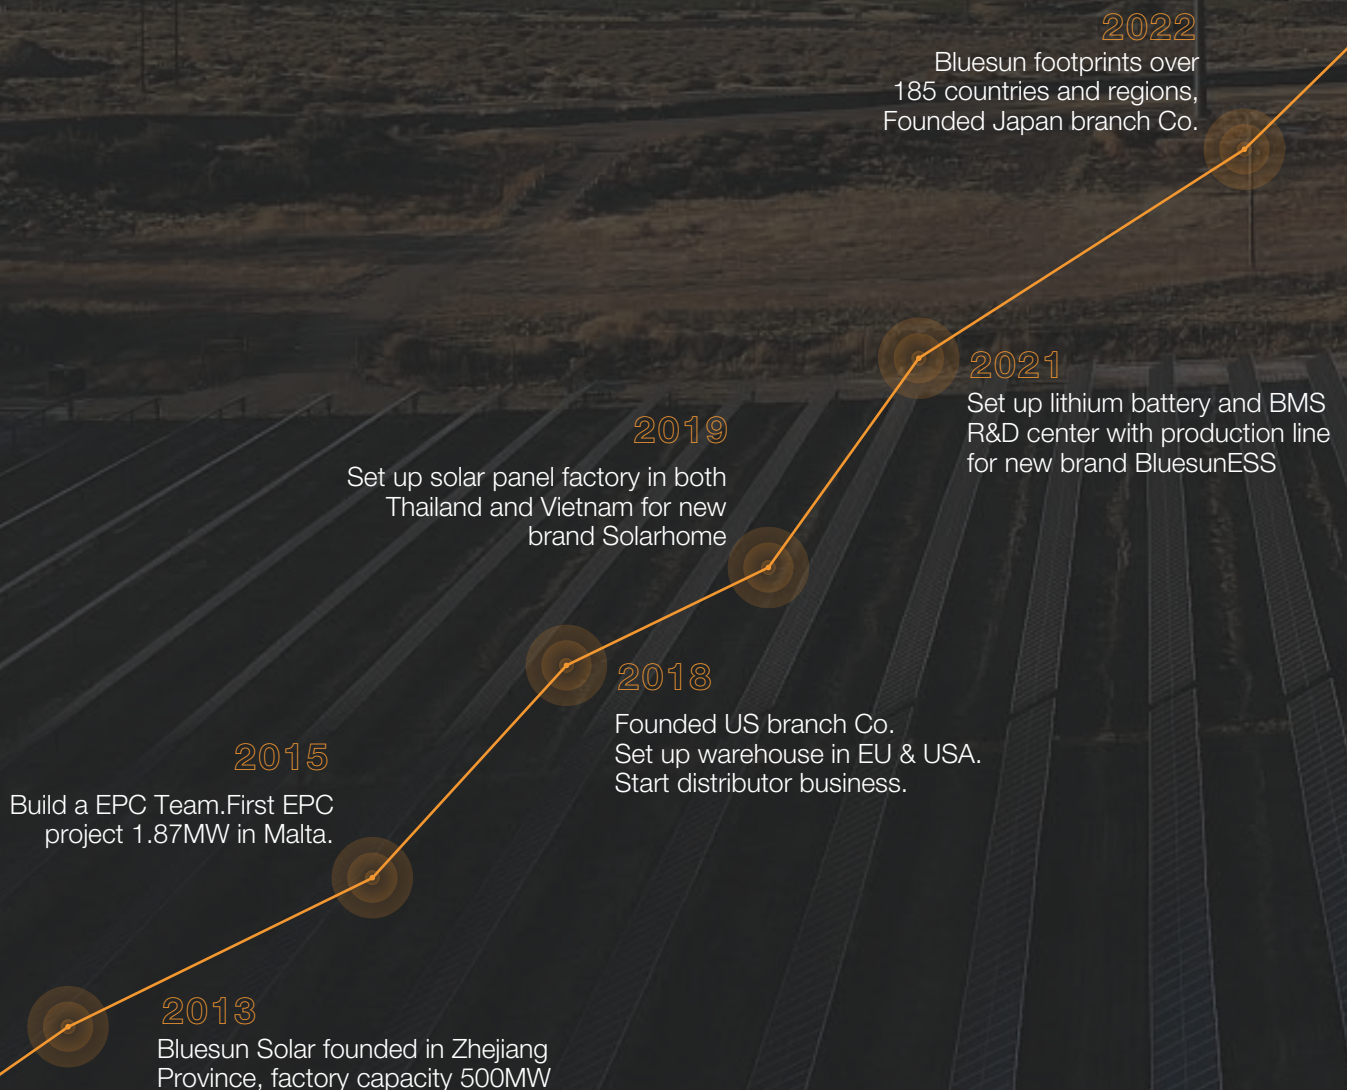 2022
Bluesun footprints over
185 countries and regions,
Founded Japan branch Co.
2021
Set up lithium battery and BMS
R&D center with production line
for new brand BluesunESS
2019
Set up solar panel factory in both
Thailand and Vietnam for new
brand Solarhome
2018
Founded US branch Co.
Set up warehouse in EU & USA.
Start distributor business.
2015
Build a EPC Team.First EPC
project 1.87MW in Malta.
2013
Bluesun Solar founded in Zhejiang
Province, factory capacity 500MW